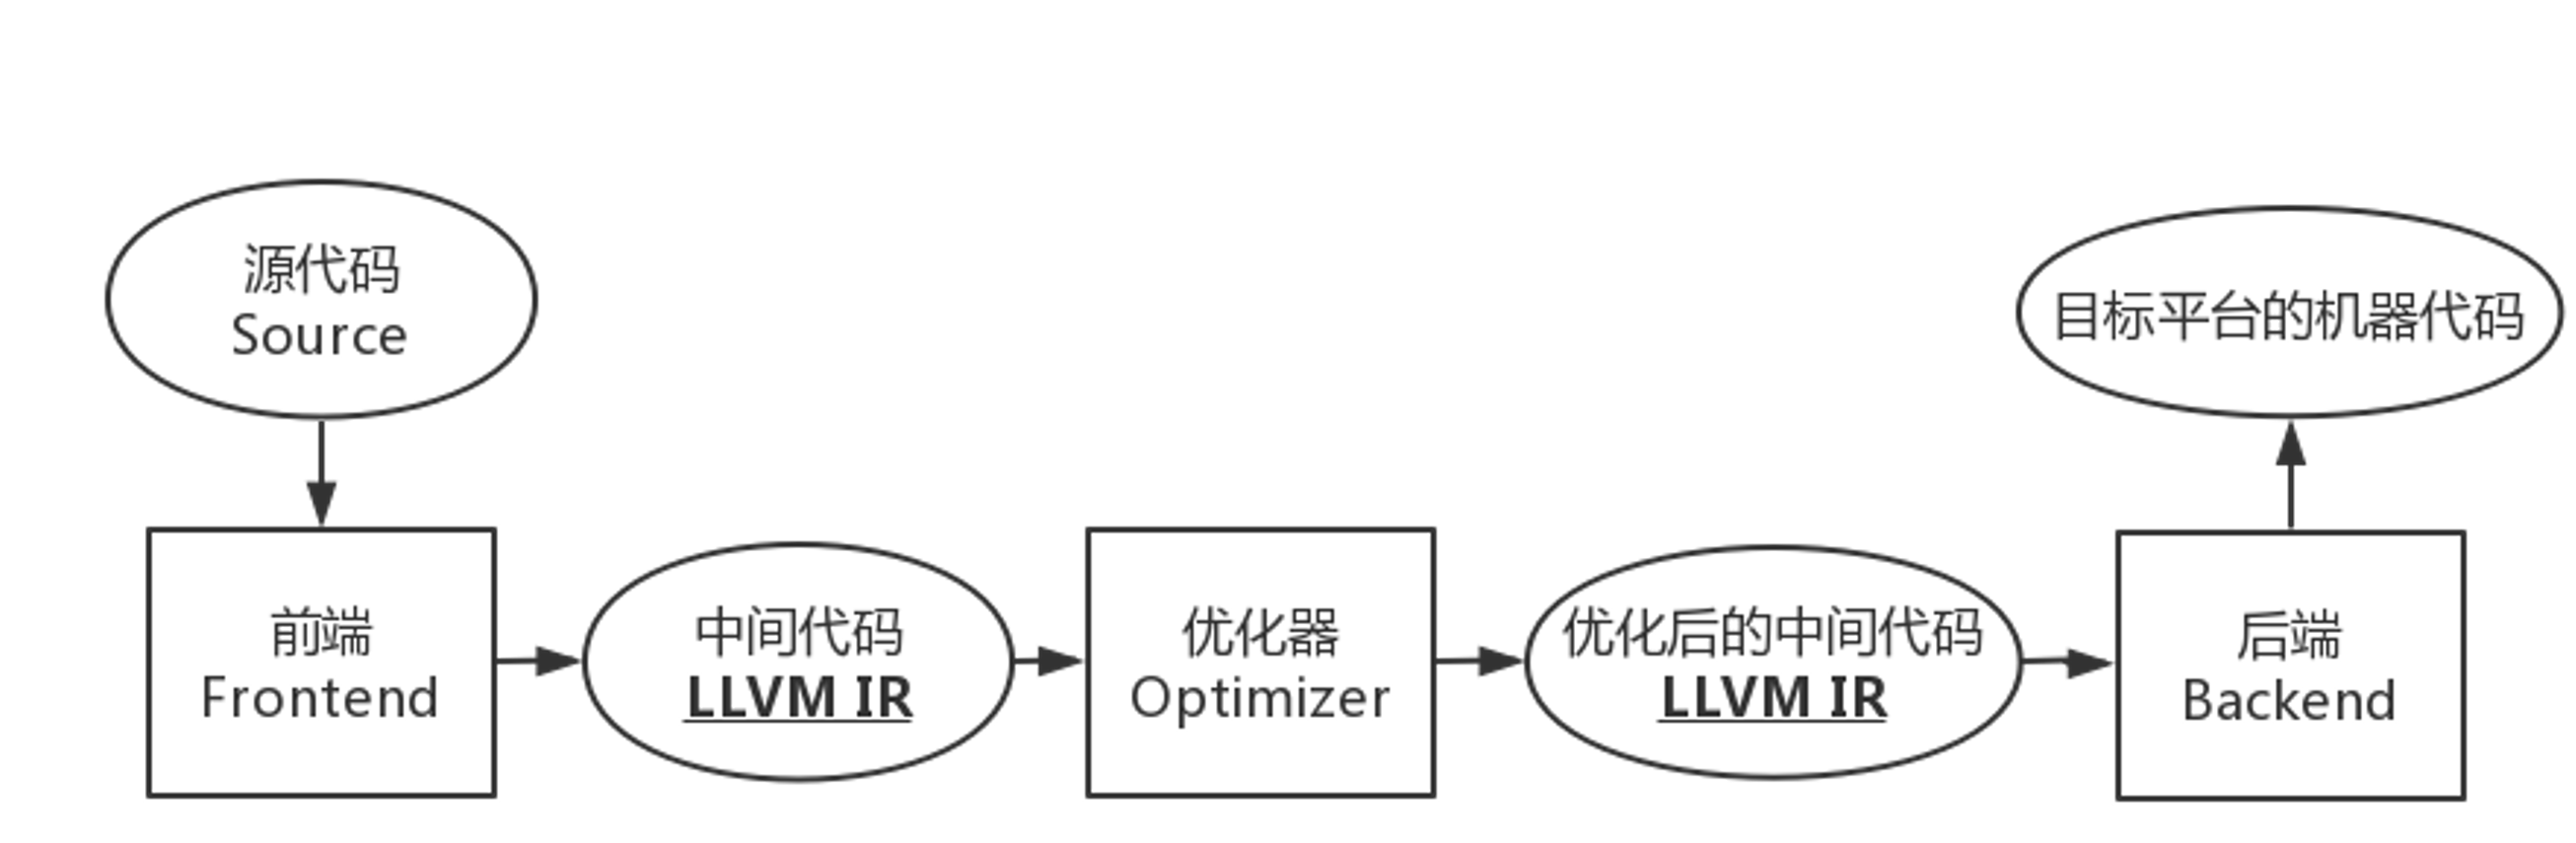 源代码
Source
目标平台的机器代码
前端
Frontend
中间代码
LLVM IR
优化器
Optimizer
优化后的中间代码
LLVM IR
后端
Backend